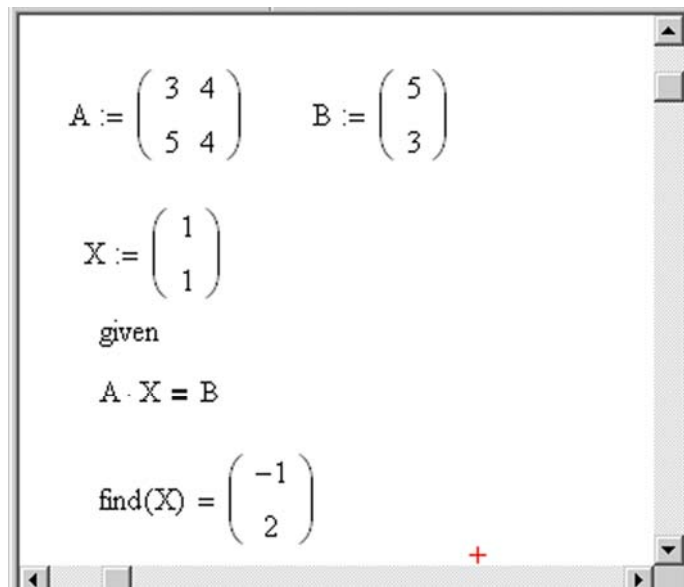 A := ( 3 4 ) B := ( 5 )
( 5 4 ) ( 3 )
X := ( 1 )
( 1 )
given
A · X = B
find(X) = ( −1 )
( 2 )